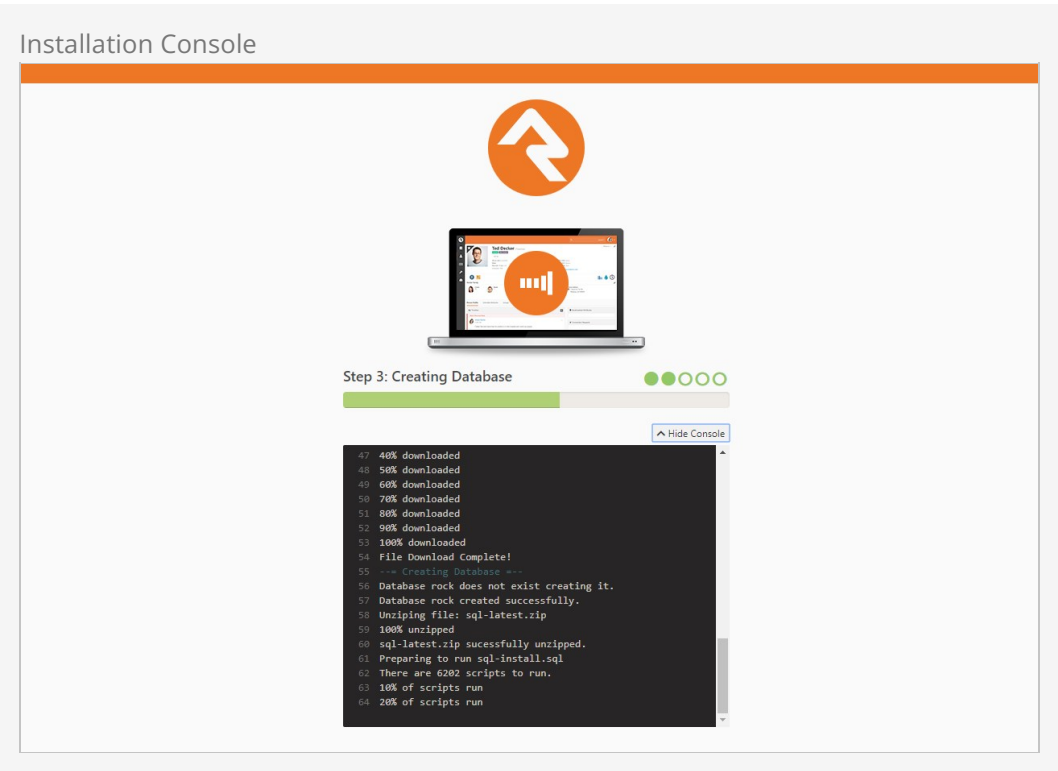 Installation Console
Ted Decker
Step 3: Creating Database
Hide Console
47 40% downloaded
48 50% downloaded
49 60% downloaded
50 70% downloaded
51 80% downloaded
52 90% downloaded
53 100% downloaded
54 File Download Complete!
55 --= Creating Database =--
56 Database rock does not exist creating it.
57 Database rock created successfully.
58 Unziping file: sql-latest.zip
59 100% unzipped
60 sql-latest.zip sucessfully unzipped.
61 Preparing to run sql-install.sql
62 There are 6202 scripts to run.
63 10% of scripts run
64 20% of scripts run